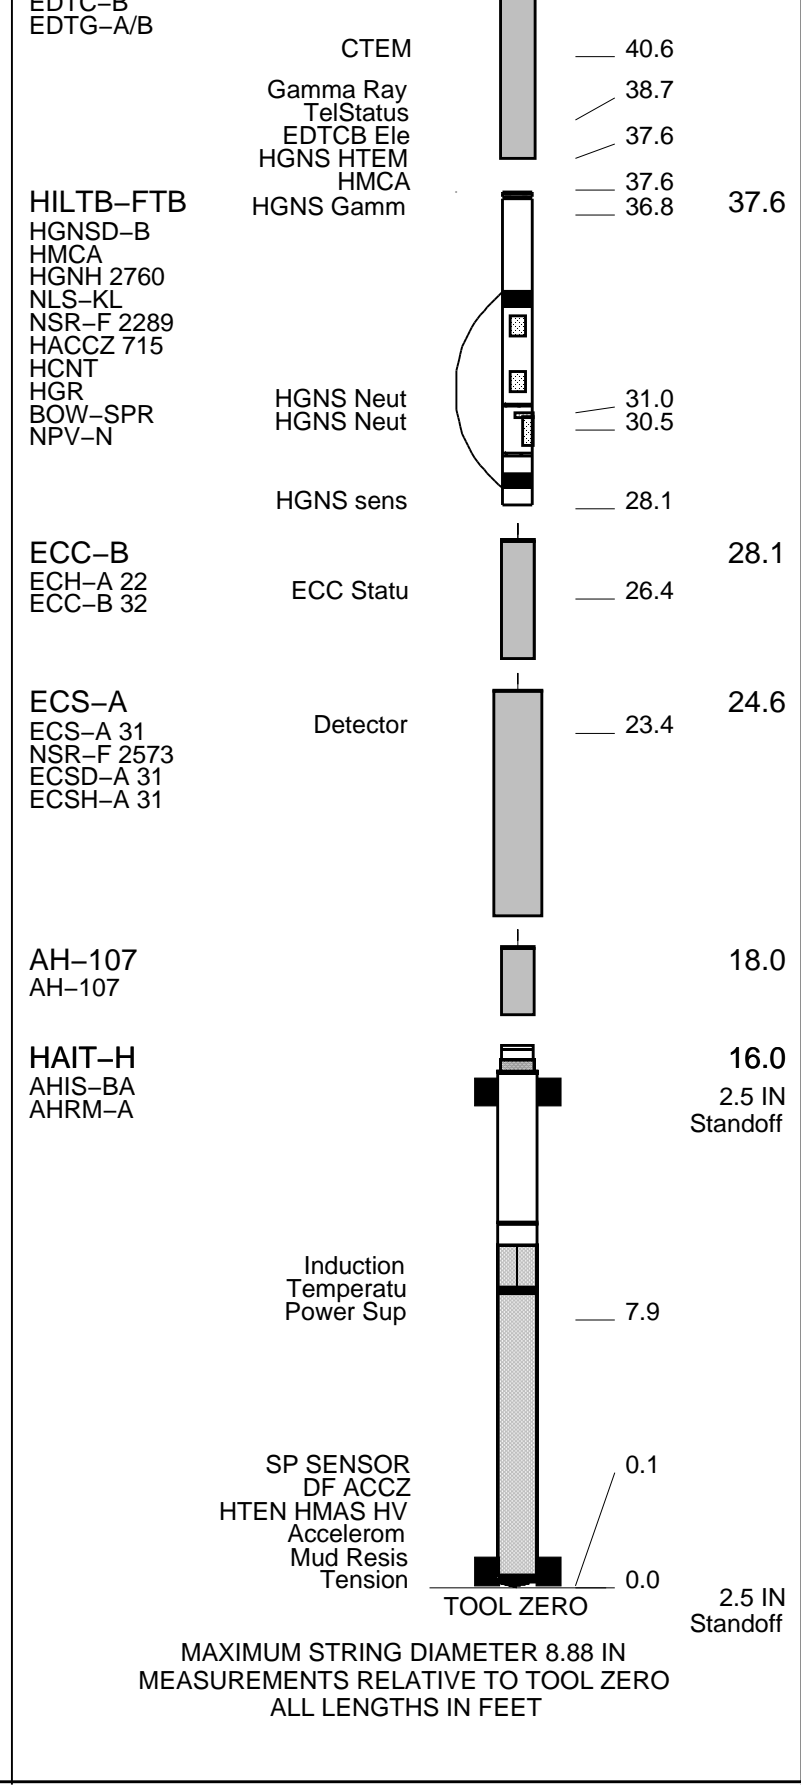 EDTC–B
EDTG–A/B
CTEM 40.6
Gamma Ray 38.7
TelStatus
EDTCB Ele 37.6
HGNS HTEM
HMCA 37.6
HILTB–FTB HGNS Gamm 36.8 37.6
HGNSD–B
HMCA
HGNH 2760
NLS–KL
NSR–F 2289
HACCZ 715
HCNT
HGR
BOW–SPR
NPV–N
HGNS Neut 31.0
HGNS Neut 30.5
HGNS sens 28.1
ECC–B 28.1
ECH–A 22
ECC–B 32
ECC Statu 26.4
ECS–A 24.6
ECS–A 31
NSR–F 2573
ECSD–A 31
ECSH–A 31
Detector 23.4
AH–107 18.0
AH–107
HAIT–H 16.0
AHIS–BA
AHRM–A
2.5 IN
Standoff
Induction
Temperatu
Power Sup 7.9
SP SENSOR 0.1
DF ACCZ
HTEN HMAS HV
Accelerom
Mud Resis
Tension 0.0
TOOL ZERO
2.5 IN
Standoff
MAXIMUM STRING DIAMETER 8.88 IN
MEASUREMENTS RELATIVE TO TOOL ZERO
ALL LENGTHS IN FEET